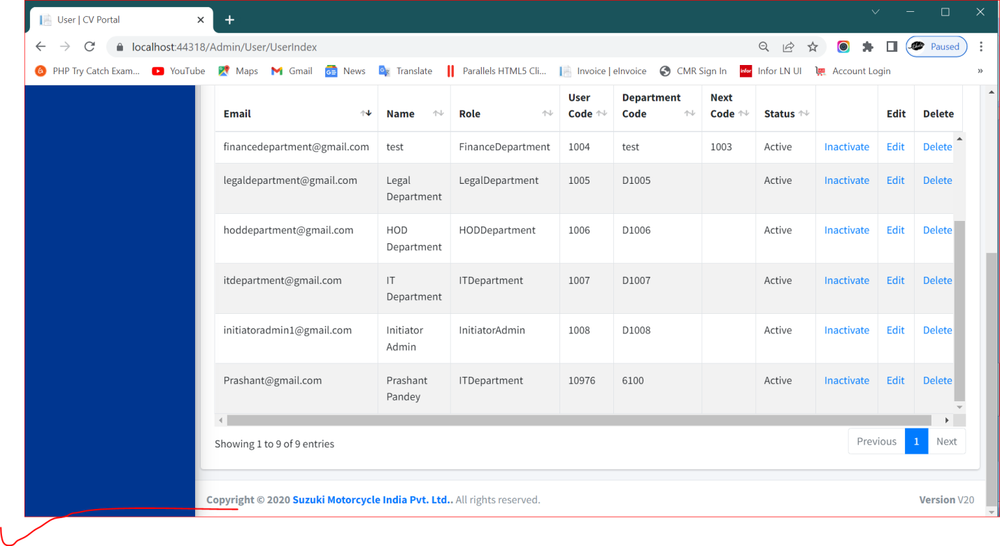 User | CV Portal
localhost:44318/Admin/User/UserIndex
Paused
PHP Try Catch Exam... YouTube Maps Gmail News Translate Parallels HTML5 Cli... Invoice | eInvoice CMR Sign In infor Infor LN UI Account Login »
Email Name Role User Code Department Code Next Code Status Edit Delete
financedepartment@gmail.com test FinanceDepartment 1004 test 1003 Active Inactivate Edit Delete
legaldepartment@gmail.com Legal Department LegalDepartment 1005 D1005 Active Inactivate Edit Delete
hoddepartment@gmail.com HOD Department HODDepartment 1006 D1006 Active Inactivate Edit Delete
itdepartment@gmail.com IT Department ITDepartment 1007 D1007 Active Inactivate Edit Delete
initiatoradmin1@gmail.com Initiator Admin InitiatorAdmin 1008 D1008 Active Inactivate Edit Delete
Prashant@gmail.com Prashant Pandey ITDepartment 10976 6100 Active Inactivate Edit Delete
Showing 1 to 9 of 9 entries
Previous 1 Next
Copyright © 2020 Suzuki Motorcycle India Pvt. Ltd.. All rights reserved.
Version V20